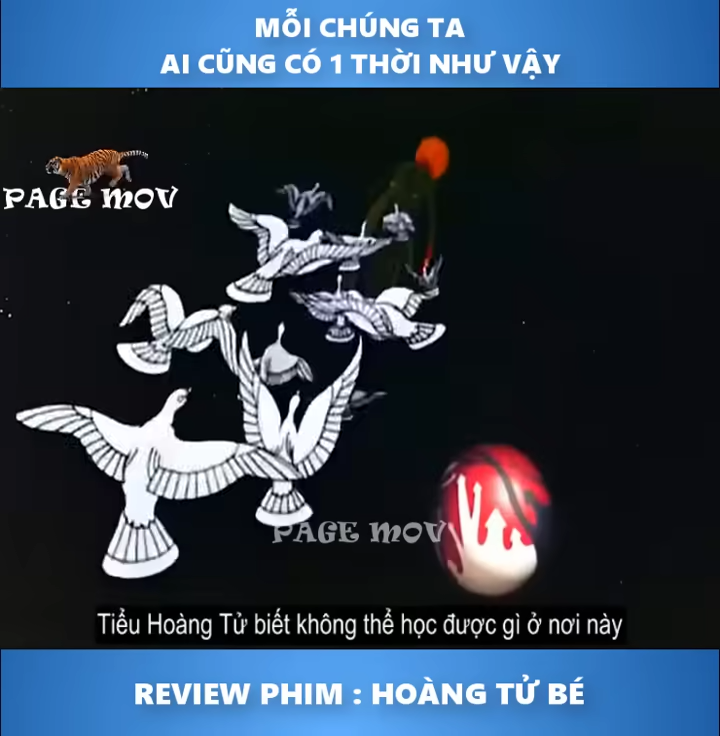 MỖI CHÚNG TA
AI CŨNG CÓ 1 THỜI NHƯ VẬY
PAGE MOV
PAGE MOV
Tiểu Hoàng Tử biết không thể học được gì ở nơi này
REVIEW PHIM : HOÀNG TỬ BÉ